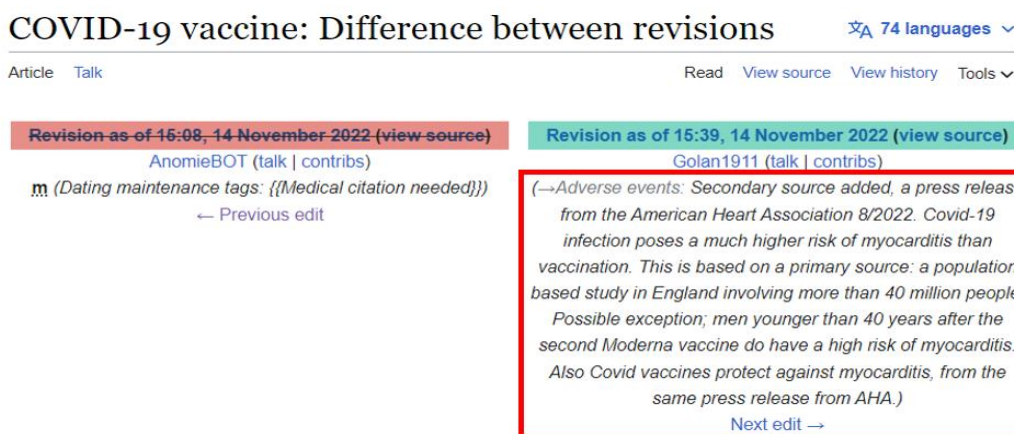 COVID-19 vaccine: Difference between revisions
74 languages
Article Talk
Read View source View history Tools
Revision as of 15:08, 14 November 2022 (view source)
AnomieBOT (talk | contribs)
m (Dating maintenance tags: {{Medical citation needed}})
← Previous edit
Revision as of 15:39, 14 November 2022 (view source)
Golan1911 (talk | contribs)
(→Adverse events: Secondary source added, a press releas
from the American Heart Association 8/2022. Covid-19
infection poses a much higher risk of myocarditis than
vaccination. This is based on a primary source: a population
based study in England involving more than 40 million people
Possible exception; men younger than 40 years after the
second Moderna vaccine do have a high risk of myocarditis.
Also Covid vaccines protect against myocarditis, from the
same press release from AHA.)
Next edit →